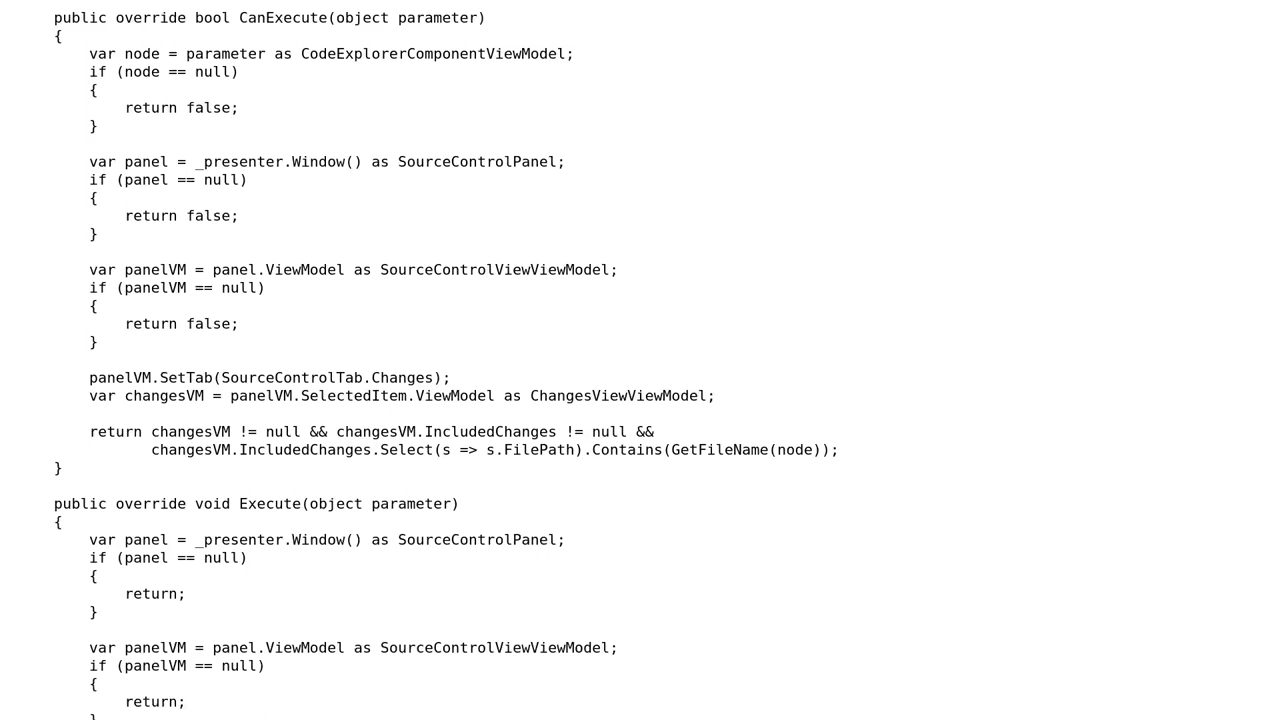 public override bool CanExecute(object parameter)
{
var node = parameter as CodeExplorerComponentViewModel;
if (node == null)
{
return false;
}
var panel = _presenter.Window() as SourceControlPanel;
if (panel == null)
{
return false;
}
var panelVM = panel.ViewModel as SourceControlViewViewModel;
if (panelVM == null)
{
return false;
}
panelVM.SetTab(SourceControlTab.Changes);
var changesVM = panelVM.SelectedItem.ViewModel as ChangesViewViewModel;
return changesVM != null && changesVM.IncludedChanges != null &&
changesVM.IncludedChanges.Select(s => s.FilePath).Contains(GetFileName(node));
}
public override void Execute(object parameter)
{
var panel = _presenter.Window() as SourceControlPanel;
if (panel == null)
{
return;
}
var panelVM = panel.ViewModel as SourceControlViewViewModel;
if (panelVM == null)
{
return;
}